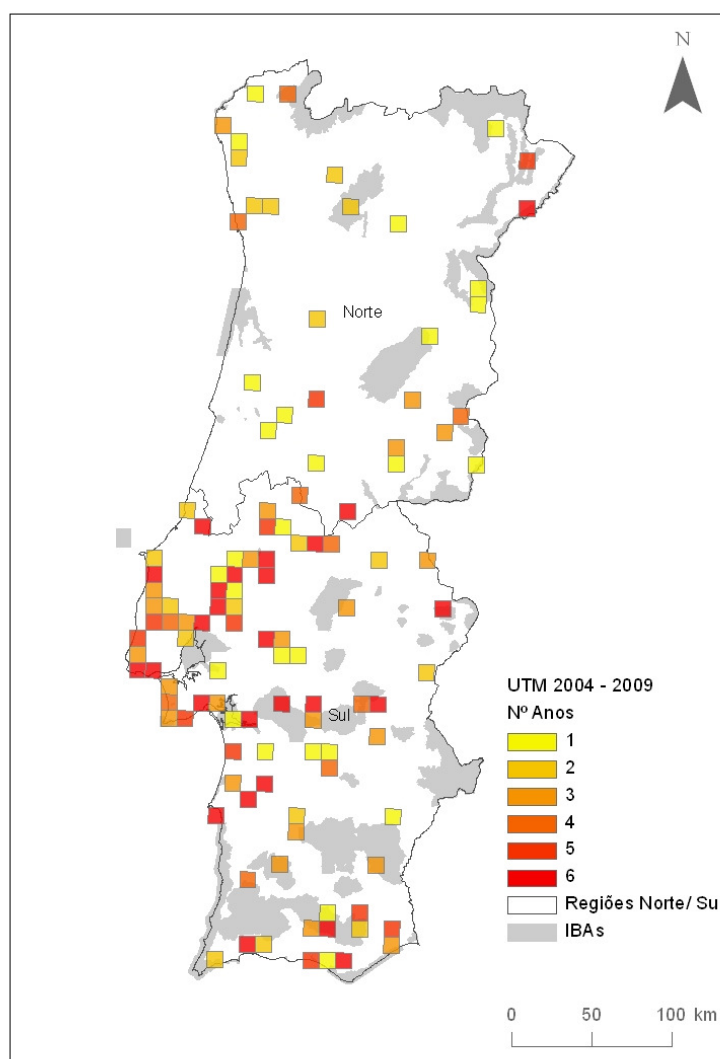 N
Norte
Sul
UTM 2004 - 2009
Nº Anos
1
2
3
4
5
6
Regiões Norte/ Su
IBAs
0 50 100 km